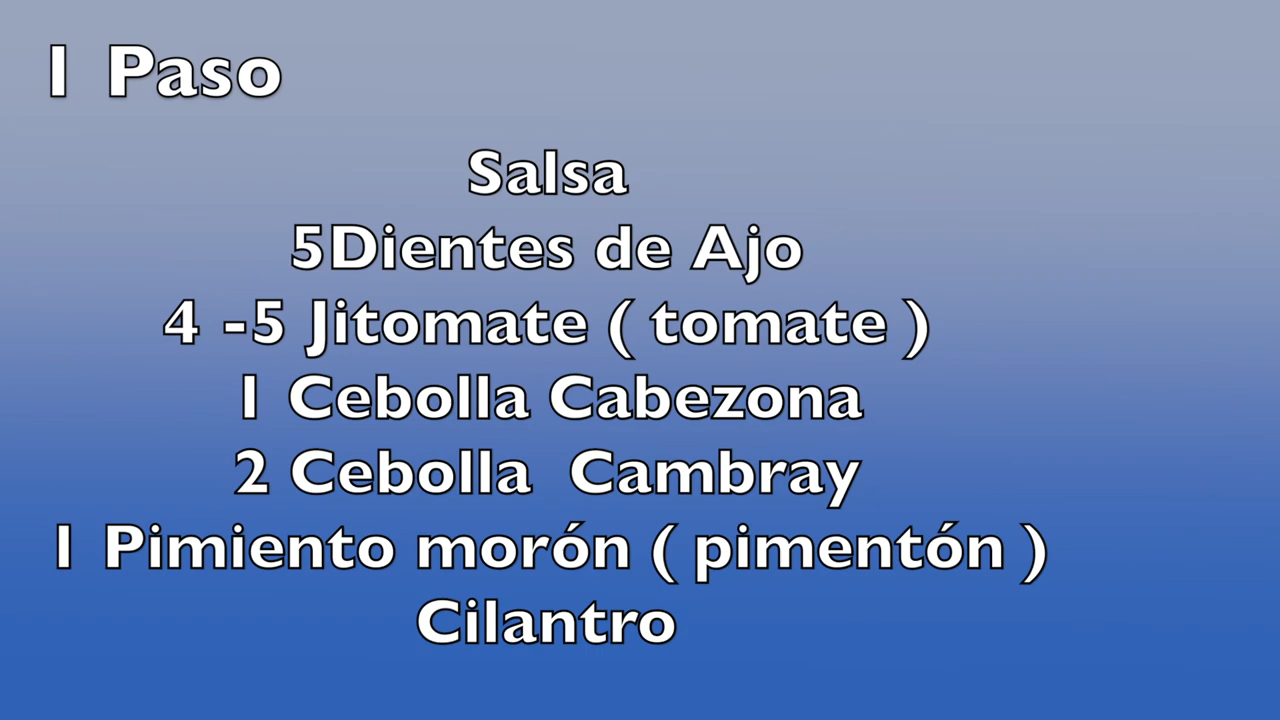 1 Paso
Salsa
5Dientes de Ajo
4 -5 Jitomate ( tomate )
1 Cebolla Cabezona
2 Cebolla Cambray
1 Pimiento morón ( pimentón )
Cilantro